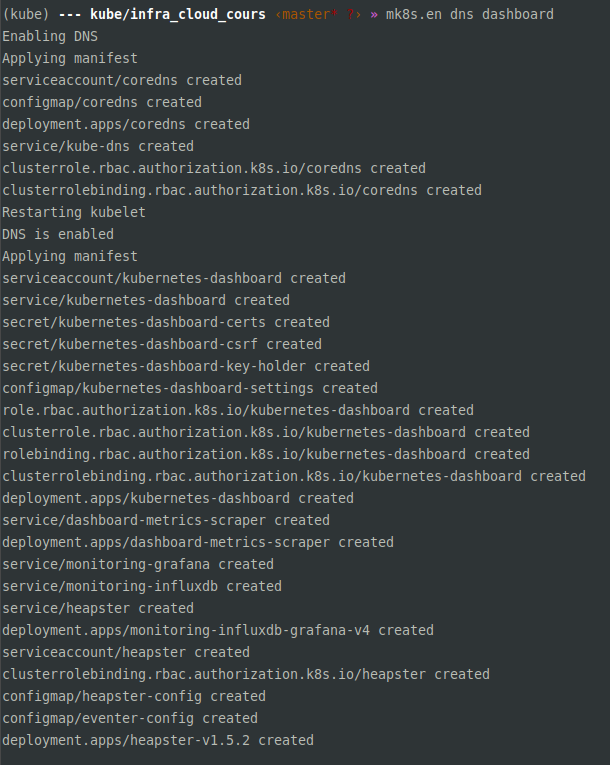 (kube) --- kube/infra_cloud_cours ‹master* ?› » mk8s.en dns dashboard
Enabling DNS
Applying manifest
serviceaccount/coredns created
configmap/coredns created
deployment.apps/coredns created
service/kube-dns created
clusterrole.rbac.authorization.k8s.io/coredns created
clusterrolebinding.rbac.authorization.k8s.io/coredns created
Restarting kubelet
DNS is enabled
Applying manifest
serviceaccount/kubernetes-dashboard created
service/kubernetes-dashboard created
secret/kubernetes-dashboard-certs created
secret/kubernetes-dashboard-csrf created
secret/kubernetes-dashboard-key-holder created
configmap/kubernetes-dashboard-settings created
role.rbac.authorization.k8s.io/kubernetes-dashboard created
clusterrole.rbac.authorization.k8s.io/kubernetes-dashboard created
rolebinding.rbac.authorization.k8s.io/kubernetes-dashboard created
clusterrolebinding.rbac.authorization.k8s.io/kubernetes-dashboard created
deployment.apps/kubernetes-dashboard created
service/dashboard-metrics-scraper created
deployment.apps/dashboard-metrics-scraper created
service/monitoring-grafana created
service/monitoring-influxdb created
service/heapster created
deployment.apps/monitoring-influxdb-grafana-v4 created
serviceaccount/heapster created
clusterrolebinding.rbac.authorization.k8s.io/heapster created
configmap/heapster-config created
configmap/eventer-config created
deployment.apps/heapster-v1.5.2 created